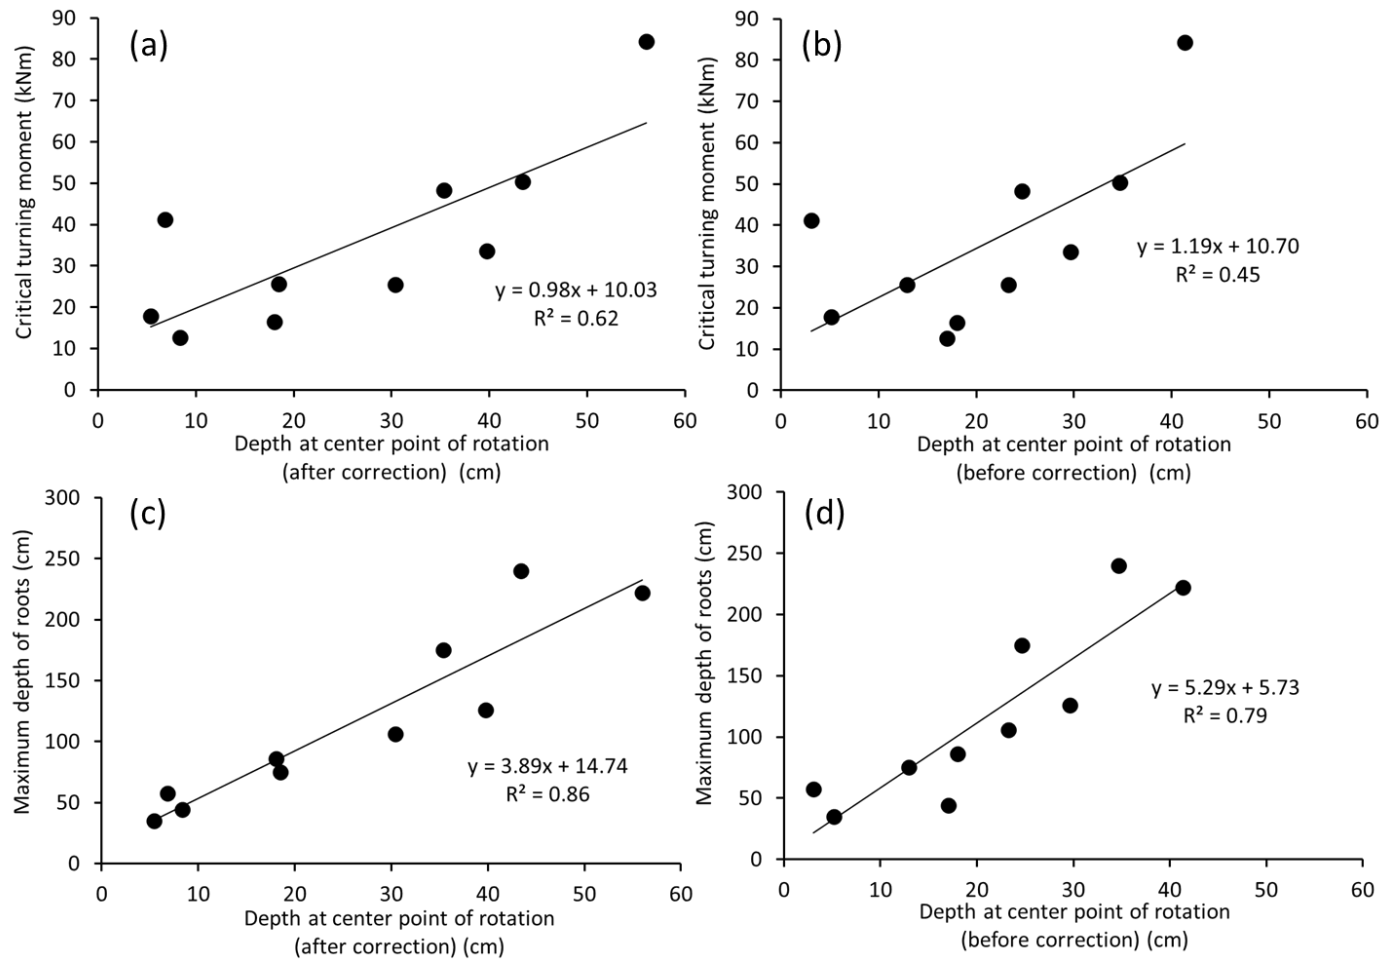 (a)
Critical turning moment (kNm)
90
80
70
60
50
40
30
20
10
0
y = 0.98x + 10.03
R² = 0.62
0 10 20 30 40 50 60
Depth at center point of rotation
(after correction) (cm)
(b)
Critical turning moment (kNm)
90
80
70
60
50
40
30
20
10
0
y = 1.19x + 10.70
R² = 0.45
0 10 20 30 40 50 60
Depth at center point of rotation
(before correction) (cm)
(c)
Maximum depth of roots (cm)
300
250
200
150
100
50
0
y = 3.89x + 14.74
R² = 0.86
0 10 20 30 40 50 60
Depth at center point of rotation
(after correction) (cm)
(d)
Maximum depth of roots (cm)
300
250
200
150
100
50
0
y = 5.29x + 5.73
R² = 0.79
0 10 20 30 40 50 60
Depth at center point of rotation
(before correction) (cm)